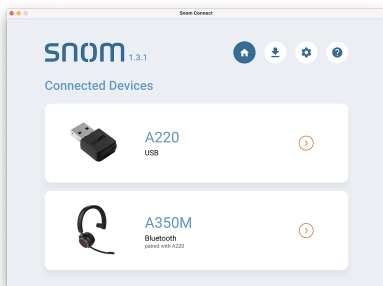 Snom Connect
snom 1.3.1
Connected Devices
A220
USB
A350M
Bluetooth
paired with A220